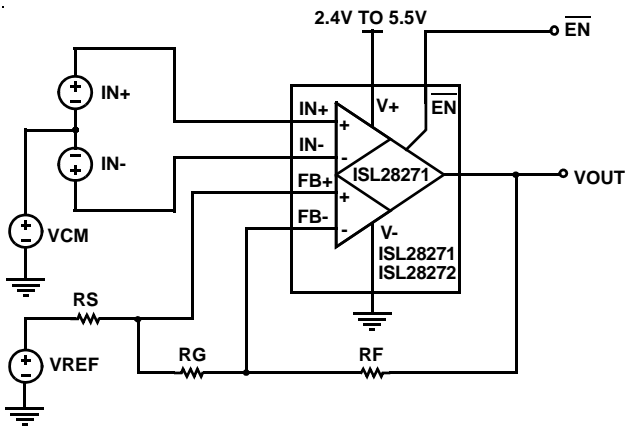 2.4V TO 5.5V
EN
IN+
IN+
V+
EN
+
IN-
-
IN-
ISL28271
VOUT
FB+
+
FB-
-
V-
VCM
ISL28271
ISL28272
RS
VREF
RG
RF